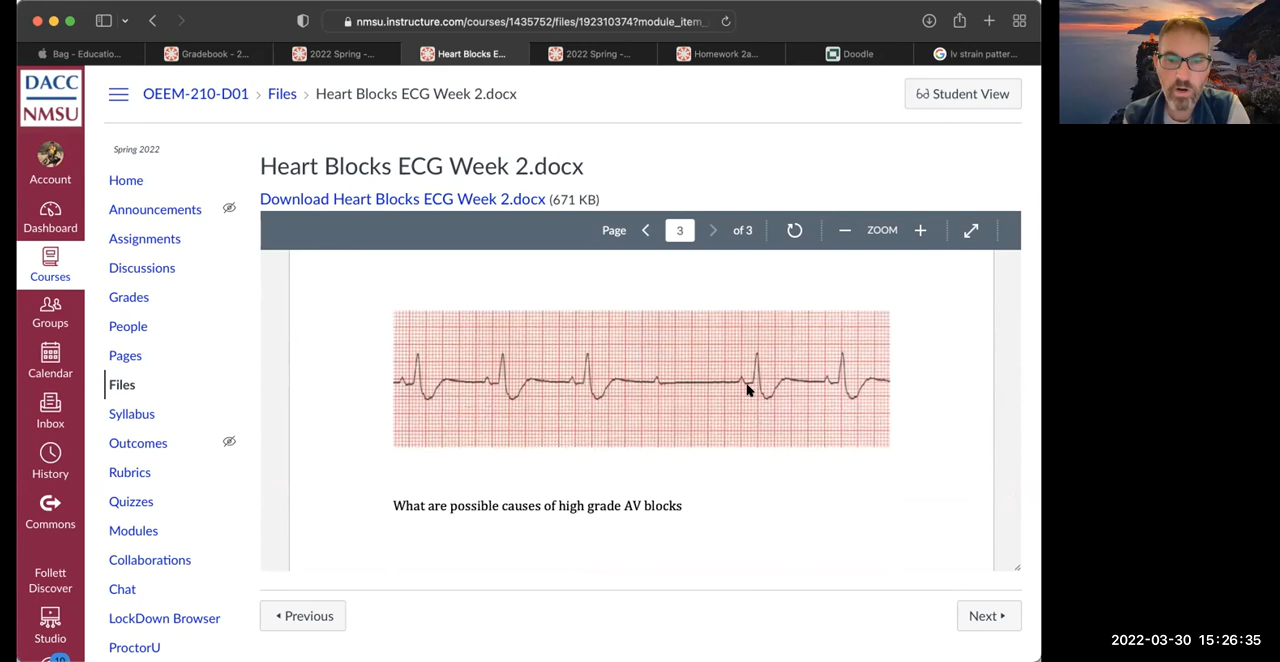 nmsu.instructure.com/courses/1435752/files/192310374?module_item_
Bag - Educatio...
Gradebook - 2...
2022 Spring -...
Heart Blocks E...
2022 Spring -...
Homework 2a...
Doodle
lv strain patter...
DACC
NMSU
OEEM-210-D01 › Files › Heart Blocks ECG Week 2.docx
Student View
Account
Dashboard
Courses
Groups
Calendar
Inbox
History
Commons
Follett
Discover
Studio
19
Spring 2022
Home
Announcements
Assignments
Discussions
Grades
People
Pages
Files
Syllabus
Outcomes
Rubrics
Quizzes
Modules
Collaborations
Chat
LockDown Browser
ProctorU
Heart Blocks ECG Week 2.docx
Download Heart Blocks ECG Week 2.docx (671 KB)
Page 3 of 3 ZOOM
What are possible causes of high grade AV blocks
Previous
Next
2022-03-30 15:26:35